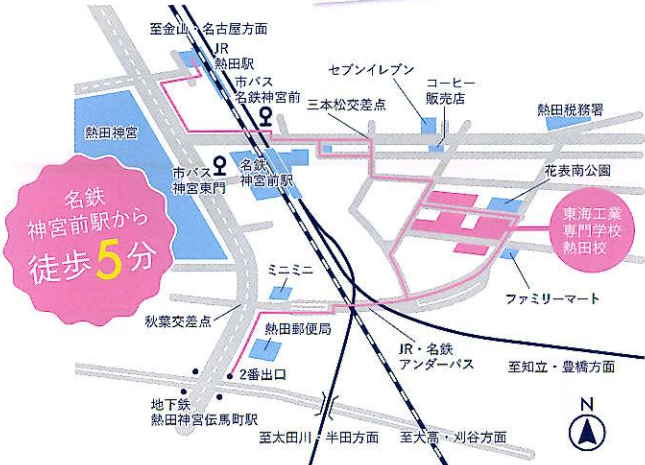 至金山・名古屋方面
JR
熱田駅
市バス
名鉄神宮前
セブンイレブン
コーヒー
販売店
三本松交差点
熱田税務署
熱田神宮
市バス
神宮東門
名鉄
神宮前駅
花表南公園
名鉄
神宮前駅から
徒歩5分
東海工業
専門学校
熱田校
ミニミニ
ファミリーマート
秋葉交差点
熱田郵便局
JR・名鉄
アンダーパス
2番出口
至知立・豊橋方面
地下鉄
熱田神宮伝馬町駅
至太田川・半田方面
至大高・刈谷方面
N